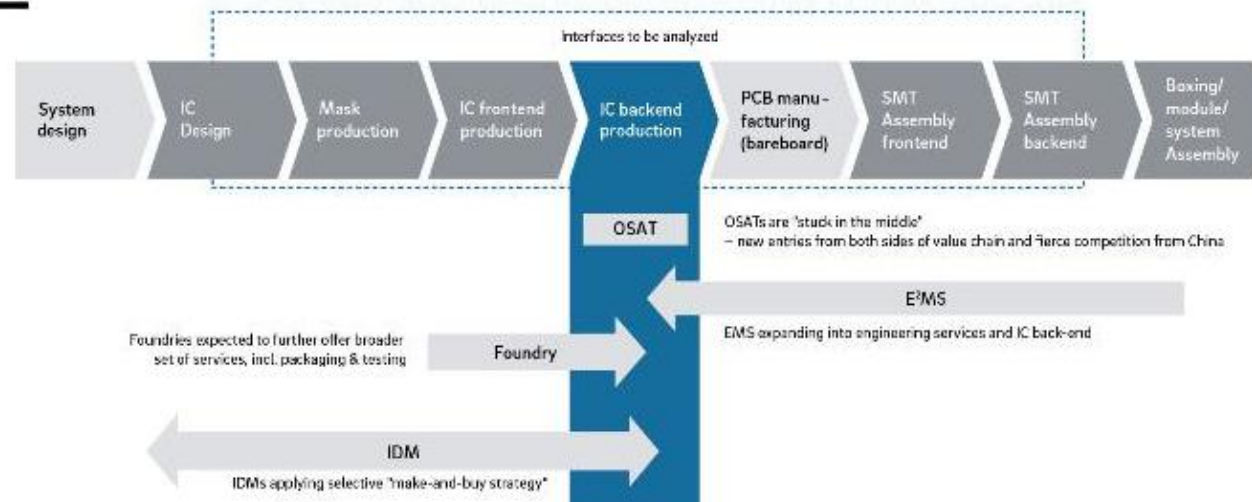 Interfaces to be analyzed
System
design
IC
Design
Mask
production
IC frontend
production
IC backend
production
PCB manu-
facturing
(bareboard)
SMT
Assembly
frontend
SMT
Assembly
backend
Boxing/
module/
system
Assembly
OSAT
OSATs are "stuck in the middle"
– new entries from both sides of value chain and fierce competition from China
E²MS
EMS expanding into engineering services and IC back-end
Foundries expected to further offer broader
set of services, incl. packaging & testing
Foundry
IDM
IDMs applying selective "make-and-buy strategy"